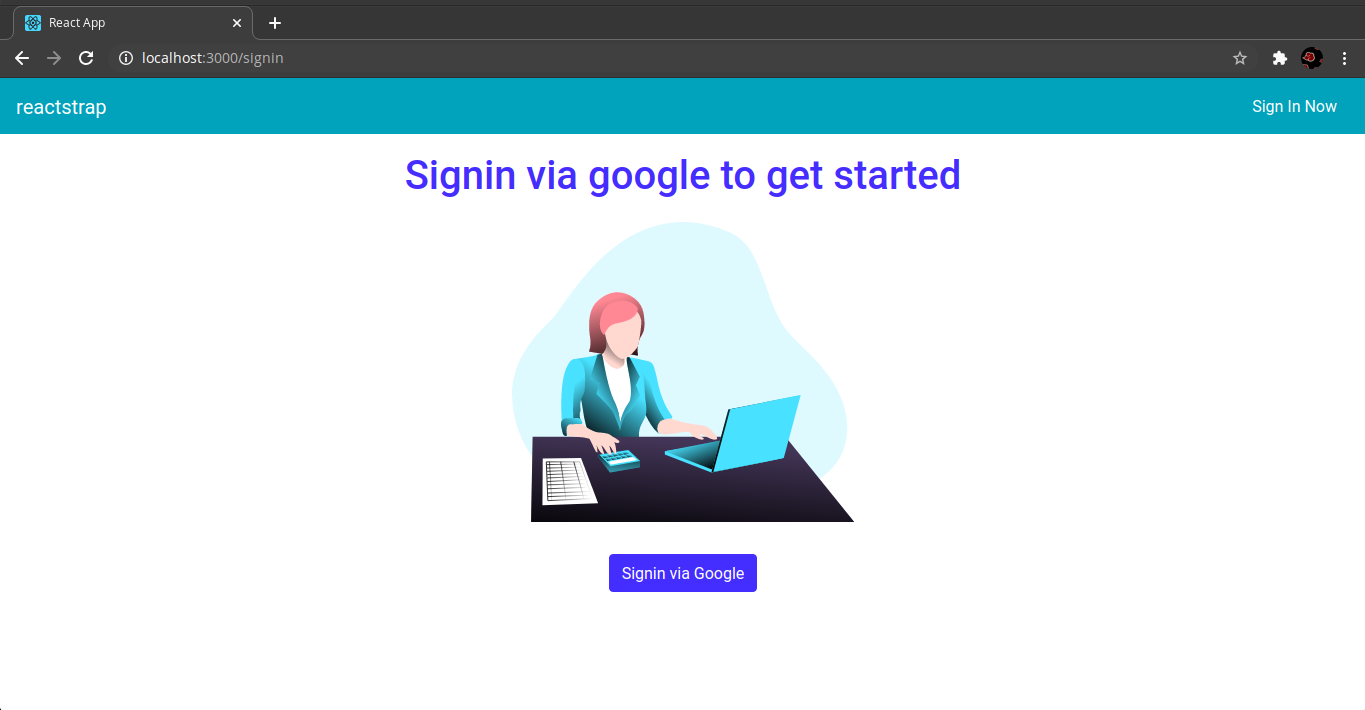 React App
localhost:3000/signin
reactstrap
Sign In Now
Signin via google to get started
Signin via Google